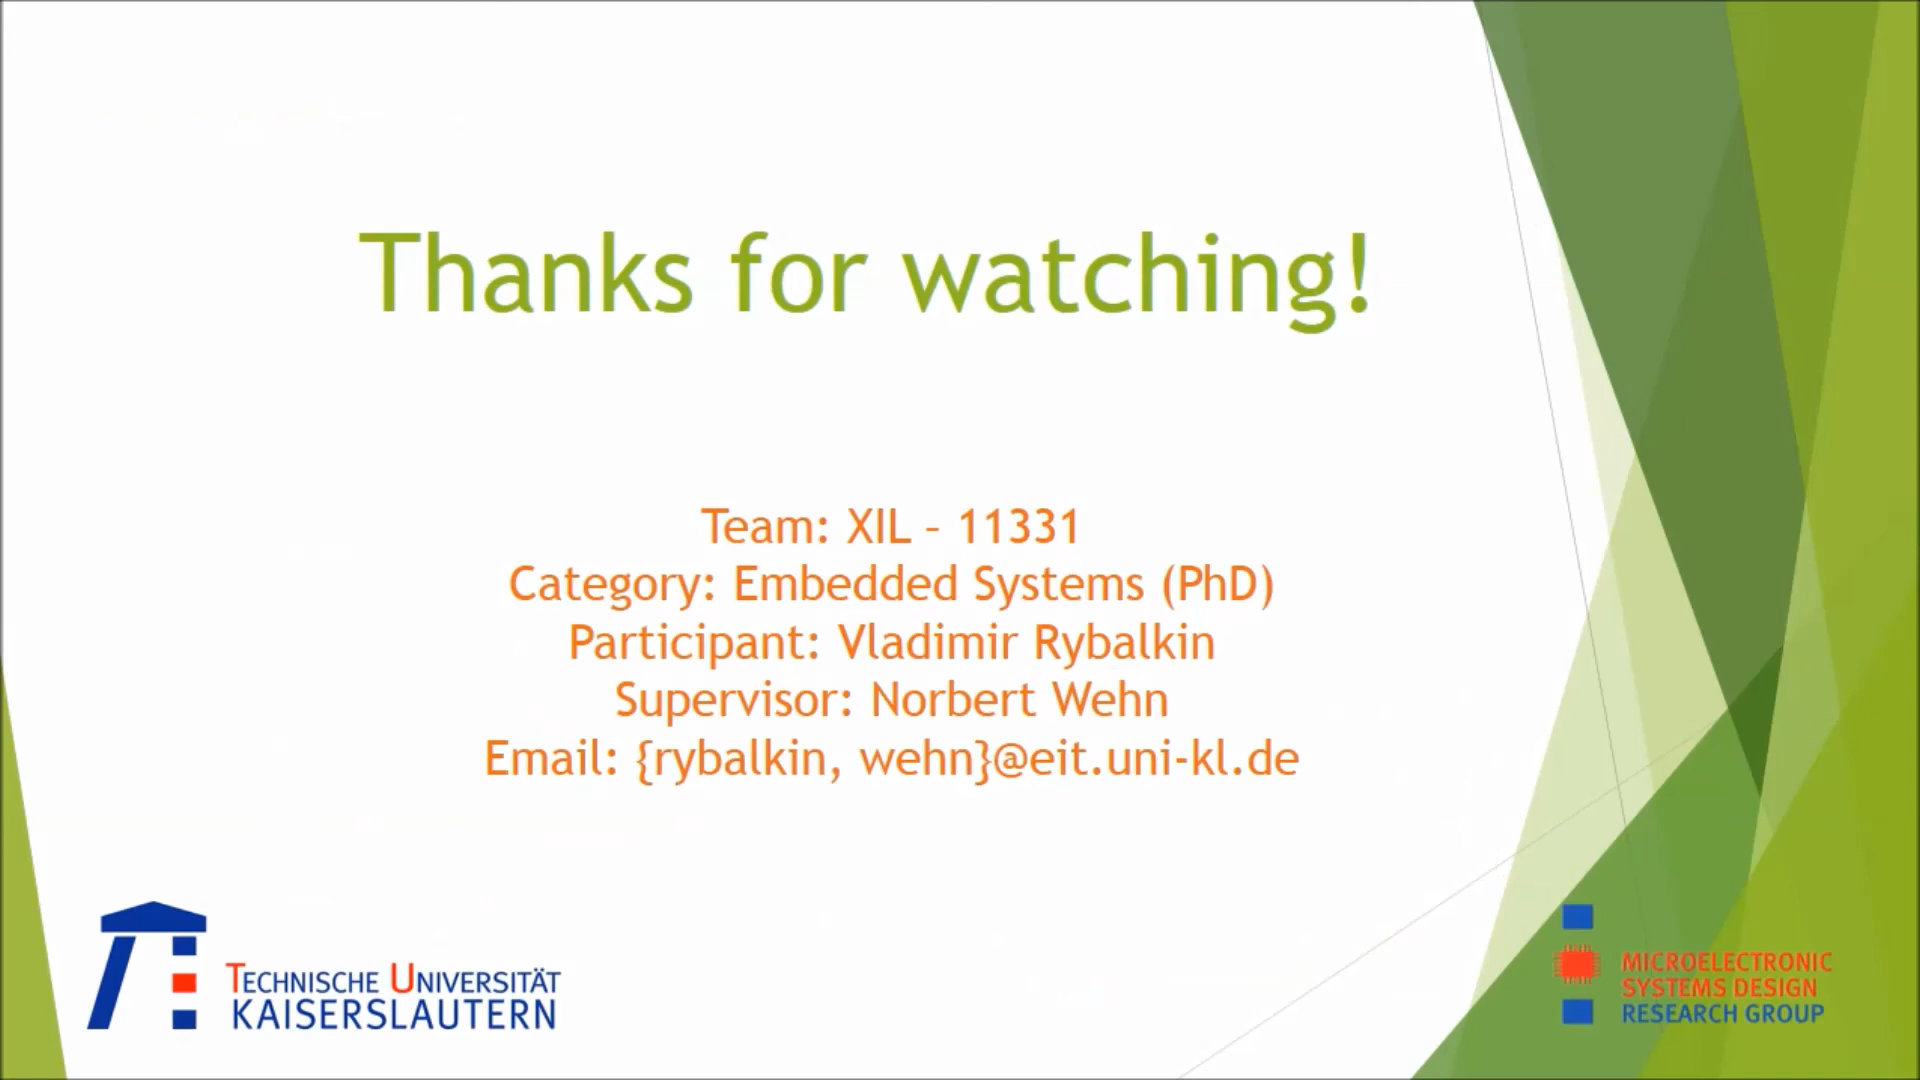 Thanks for watching!
Team: XIL – 11331
Category: Embedded Systems (PhD)
Participant: Vladimir Rybalkin
Supervisor: Norbert Wehn
Email: {rybalkin, wehn}@eit.uni-kl.de
TECHNISCHE UNIVERSITÄT
KAISERSLAUTERN
MICROELECTRONIC
SYSTEMS DESIGN
RESEARCH GROUP